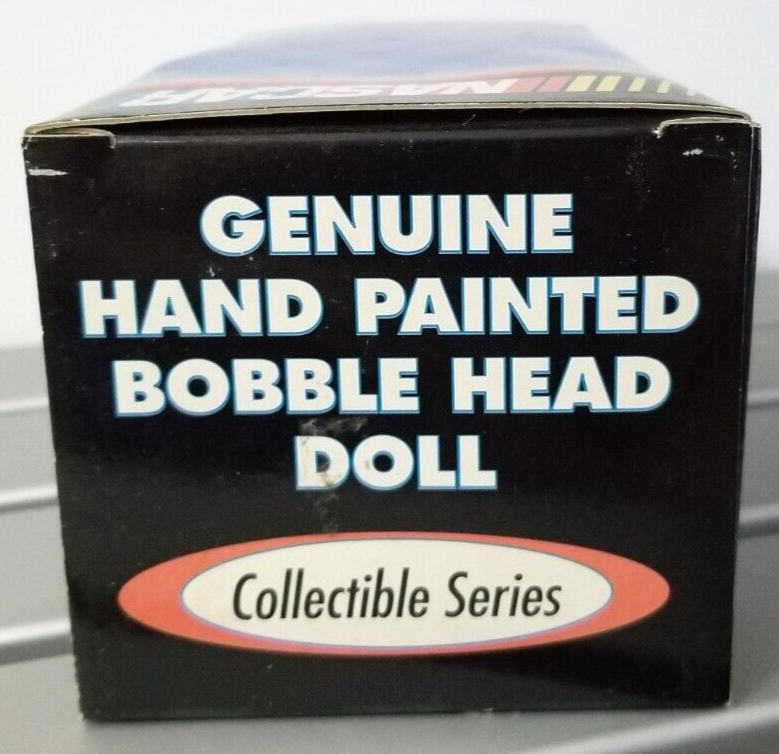 NASCAR
GENUINE
HAND PAINTED
BOBBLE HEAD
DOLL
Collectible Series